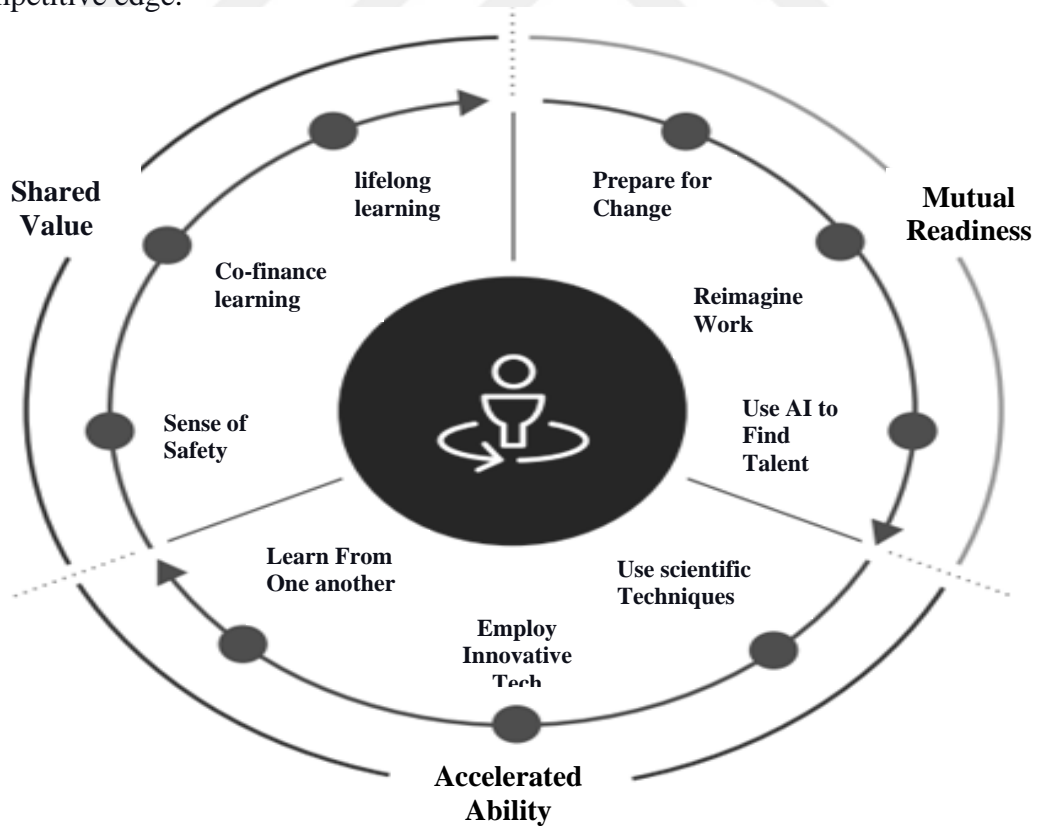 lifelong
learning
Prepare for
Change
Shared
Value
Mutual
Readiness
Co-finance
learning
Reimagine
Work
Sense of
Safety
Use AI to
Find
Talent
Learn From
One another
Use scientific
Techniques
Employ
Innovative
Tech
Accelerated
Ability